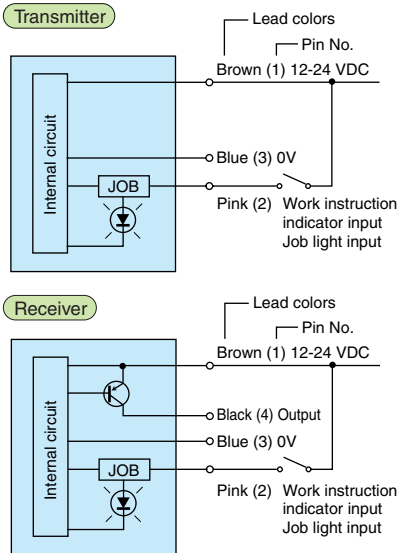 Transmitter
Lead colors
Pin No.
Brown (1) 12-24 VDC
Internal circuit
Blue (3) 0V
JOB
Pink (2) Work instruction
indicator input
Job light input
Receiver
Lead colors
Pin No.
Brown (1) 12-24 VDC
Internal circuit
Black (4) Output
Blue (3) 0V
JOB
Pink (2) Work instruction
indicator input
Job light input